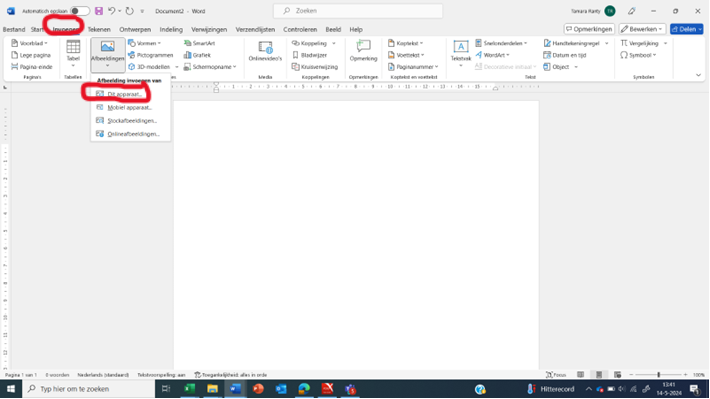 Automatisch opslaan Document2 - Word Zoeken Tamara Ranty TR
Bestand Start Invoegen Tekenen Ontwerpen Indeling Verwijzingen Verzendlijsten Controleren Beeld Help Opmerkingen Bewerken Delen
Voorblad
Lege pagina
Pagina-einde
Pagina's
Tabel
Tabellen
Afbeeldingen
Vormen
Pictogrammen
3D-modellen
SmartArt
Grafiek
Schermopname
Onlinevideo's
Media
Koppeling
Bladwijzer
Kruisverwijzing
Koppelingen
Opmerking
Opmerkingen
Koptekst
Voettekst
Paginanummer
Koptekst en voettekst
Tekstvak
Snelonderdelen
WordArt
Decoratieve initiaal
Handtekeningregel
Datum en tijd
Object
Tekst
Vergelijking
Symbool
Symbolen
Afbeelding invoegen van
Dit apparaat...
Mobiel apparaat...
Stockafbeeldingen...
Onlineafbeeldingen...
Pagina 1 van 1 0 woorden Nederlands (standaard) Tekstvoorspelling: aan Toegankelijkheid: alles in orde Focus 100%
Typ hier om te zoeken Hitterecord 13:41
14-5-2024